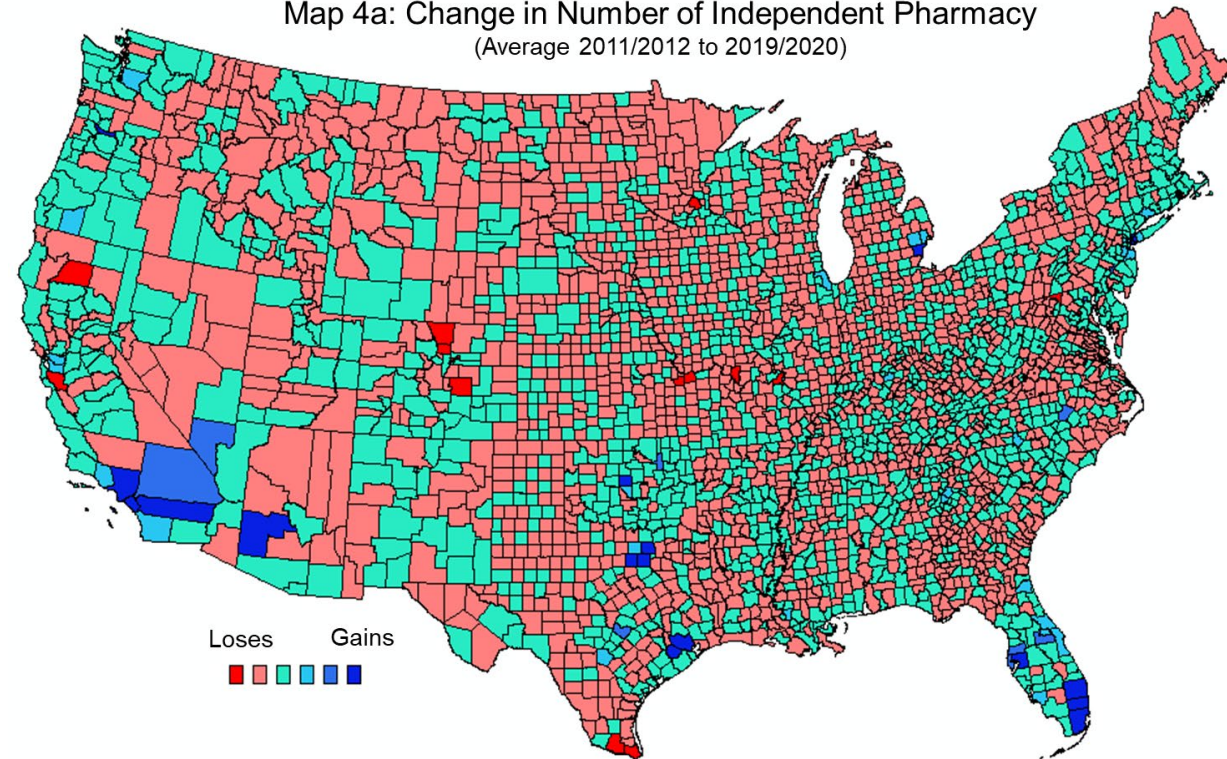 Map 4a: Change in Number of Independent Pharmacy
(Average 2011/2012 to 2019/2020)
Loses Gains